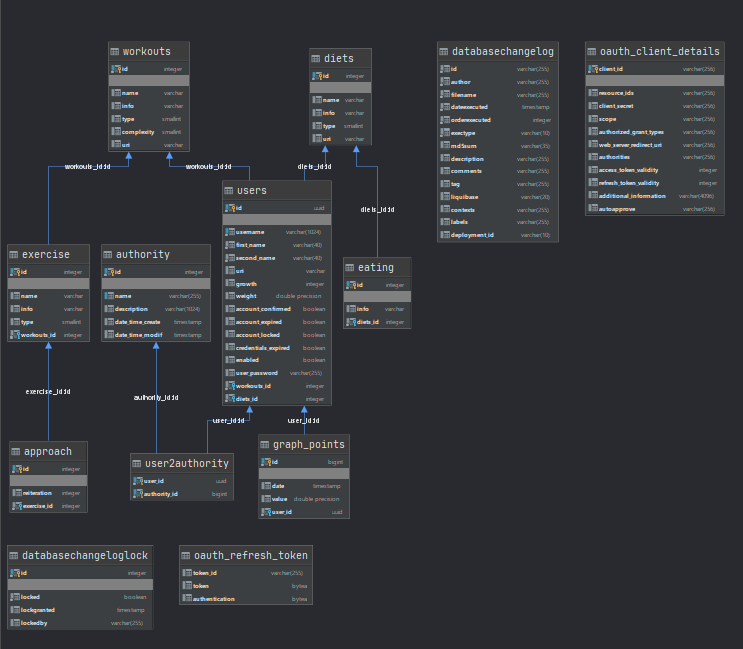 workouts
id integer
name varchar
info varchar
type smallint
complexity smallint
uri varchar
diets
id integer
name varchar
info varchar
type smallint
uri varchar
databasechangelog
id varchar(255)
author varchar(255)
filename varchar(255)
dateexecuted timestamp
orderexecuted integer
exectype varchar(10)
md5sum varchar(35)
description varchar(255)
comments varchar(255)
tag varchar(255)
liquibase varchar(20)
contexts varchar(255)
labels varchar(255)
deployment_id varchar(10)
oauth_client_details
client_id varchar(256)
resource_ids varchar(256)
client_secret varchar(256)
scope varchar(256)
authorized_grant_types varchar(256)
web_server_redirect_uri varchar(256)
authorities varchar(256)
access_token_validity integer
refresh_token_validity integer
additional_information varchar(4096)
autoapprove varchar(256)
workouts_id:id
workouts_id:id
diets_id:id
diets_id:id
users
id uuid
username varchar(1024)
first_name varchar(40)
second_name varchar(40)
uri varchar
growth integer
weight double precision
account_confirmed boolean
account_expired boolean
account_locked boolean
credentials_expired boolean
enabled boolean
user_password varchar(255)
workouts_id integer
diets_id integer
exercise
id integer
name varchar
info varchar
type smallint
workouts_id integer
authority
id integer
name varchar(255)
description varchar(1024)
date_time_create timestamp
date_time_modif timestamp
eating
id integer
info varchar
diets_id integer
exercise_id:id
authority_id:id
user_id:id
user_id:id
approach
id integer
reiteration integer
exercise_id integer
user2authority
user_id uuid
authority_id bigint
graph_points
id bigint
date timestamp
value double precision
user_id uuid
databasechangeloglock
id integer
locked boolean
lockgranted timestamp
lockedby varchar(255)
oauth_refresh_token
token_id varchar(255)
token bytea
authentication bytea